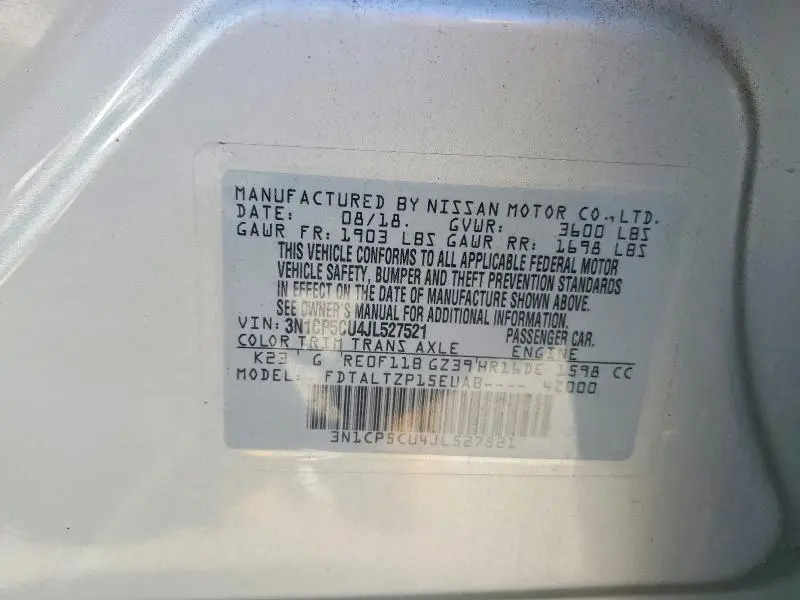 MANUFACTURED BY NISSAN MOTOR CO.,LTD.
DATE: 08/18. GVWR: 3600 LBS
GAWR FR: 1903 LBS GAWR RR: 1698 LBS
THIS VEHICLE CONFORMS TO ALL APPLICABLE FEDERAL MOTOR
VEHICLE SAFETY, BUMPER AND THEFT PREVENTION STANDARDS
IN EFFECT ON THE DATE OF MANUFACTURE SHOWN ABOVE.
SEE OWNER'S MANUAL FOR ADDITIONAL INFORMATION.
VIN: 3N1CP5CU4JL527521 PASSENGER CAR.
COLOR TRIM TRANS AXLE ENGINE
K23 G RE0F11B GZ39 HR16DE 1598 CC
MODEL: FDTALTZP15EUAB---- 42000
3N1CP5CU4JL527521